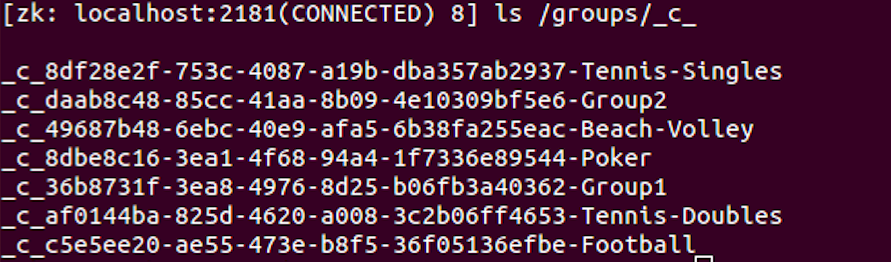 [zk: localhost:2181(CONNECTED) 8] ls /groups/_c_
_c_8df28e2f-753c-4087-a19b-dba357ab2937-Tennis-Singles
_c_daab8c48-85cc-41aa-8b09-4e10309bf5e6-Group2
_c_49687b48-6ebc-40e9-afa5-6b38fa255eac-Beach-Volley
_c_8dbe8c16-3ea1-4f68-94a4-1f7336e89544-Poker
_c_36b8731f-3ea8-4976-8d25-b06fb3a40362-Group1
_c_af0144ba-825d-4620-a008-3c2b06ff4653-Tennis-Doubles
_c_c5e5ee20-ae55-473e-b8f5-36f05136efbe-Football